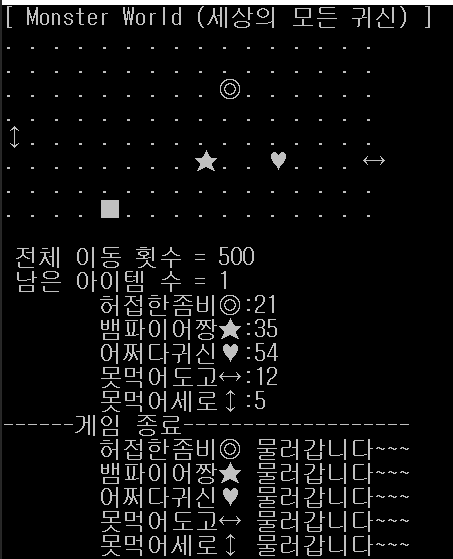 [ Monster World (세상의 모든 귀신) ]
. . . . . . . . . . . . . . . .
. . . . . . . . . . . . . . . .
. . . . . . . . . ◎ . . . . . .
. . . . . . . . . . . . . . . .
↕ . . . . . . . . . . . . . . .
. . . . . . . . ★ . . ♥ . . . ↔
. . . . . . . . . . . . . . . .
. . . . ■ . . . . . . . . . . .
전체 이동 횟수 = 500
남은 아이템 수 = 1
허접한좀비◎:21
뱀파이어짱★:35
어쩌다귀신♥:54
못먹어도고↔:12
못먹어세로↕:5
------게임 종료-------------------
허접한좀비◎ 물러갑니다~~~
뱀파이어짱★ 물러갑니다~~~
어쩌다귀신♥ 물러갑니다~~~
못먹어도고↔ 물러갑니다~~~
못먹어세로↕ 물러갑니다~~~